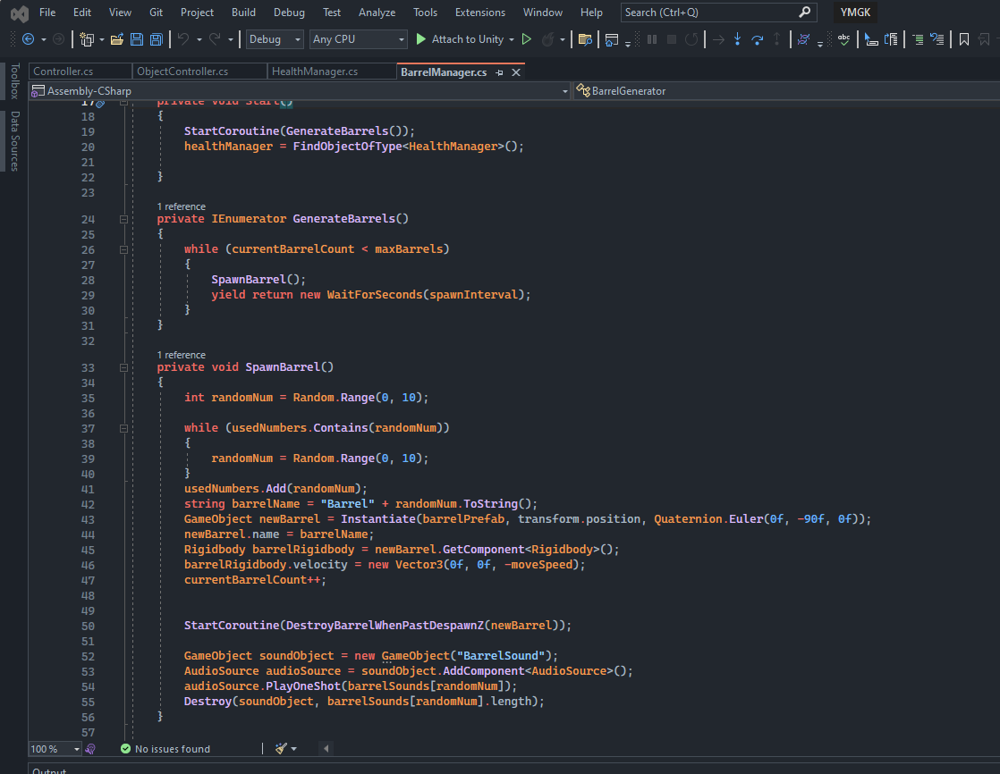 File Edit View Git Project Build Debug Test Analyze Tools Extensions Window Help Search (Ctrl+Q) YMGK
Debug Any CPU Attach to Unity
Toolbox
Data Sources
Controller.cs ObjectController.cs HealthManager.cs BarrelManager.cs
Assembly-CSharp BarrelGenerator
17 private void Start()
18 {
19 StartCoroutine(GenerateBarrels());
20 healthManager = FindObjectOfType<HealthManager>();
21
22 }
23
1 reference
24 private IEnumerator GenerateBarrels()
25 {
26 while (currentBarrelCount < maxBarrels)
27 {
28 SpawnBarrel();
29 yield return new WaitForSeconds(spawnInterval);
30 }
31 }
32
1 reference
33 private void SpawnBarrel()
34 {
35 int randomNum = Random.Range(0, 10);
36
37 while (usedNumbers.Contains(randomNum))
38 {
39 randomNum = Random.Range(0, 10);
40 }
41 usedNumbers.Add(randomNum);
42 string barrelName = "Barrel" + randomNum.ToString();
43 GameObject newBarrel = Instantiate(barrelPrefab, transform.position, Quaternion.Euler(0f, -90f, 0f));
44 newBarrel.name = barrelName;
45 Rigidbody barrelRigidbody = newBarrel.GetComponent<Rigidbody>();
46 barrelRigidbody.velocity = new Vector3(0f, 0f, -moveSpeed);
47 currentBarrelCount++;
48
49
50 StartCoroutine(DestroyBarrelWhenPastDespawnZ(newBarrel));
51
52 GameObject soundObject = new GameObject("BarrelSound");
53 AudioSource audioSource = soundObject.AddComponent<AudioSource>();
54 audioSource.PlayOneShot(barrelSounds[randomNum]);
55 Destroy(soundObject, barrelSounds[randomNum].length);
56 }
57
100 % No issues found
Output